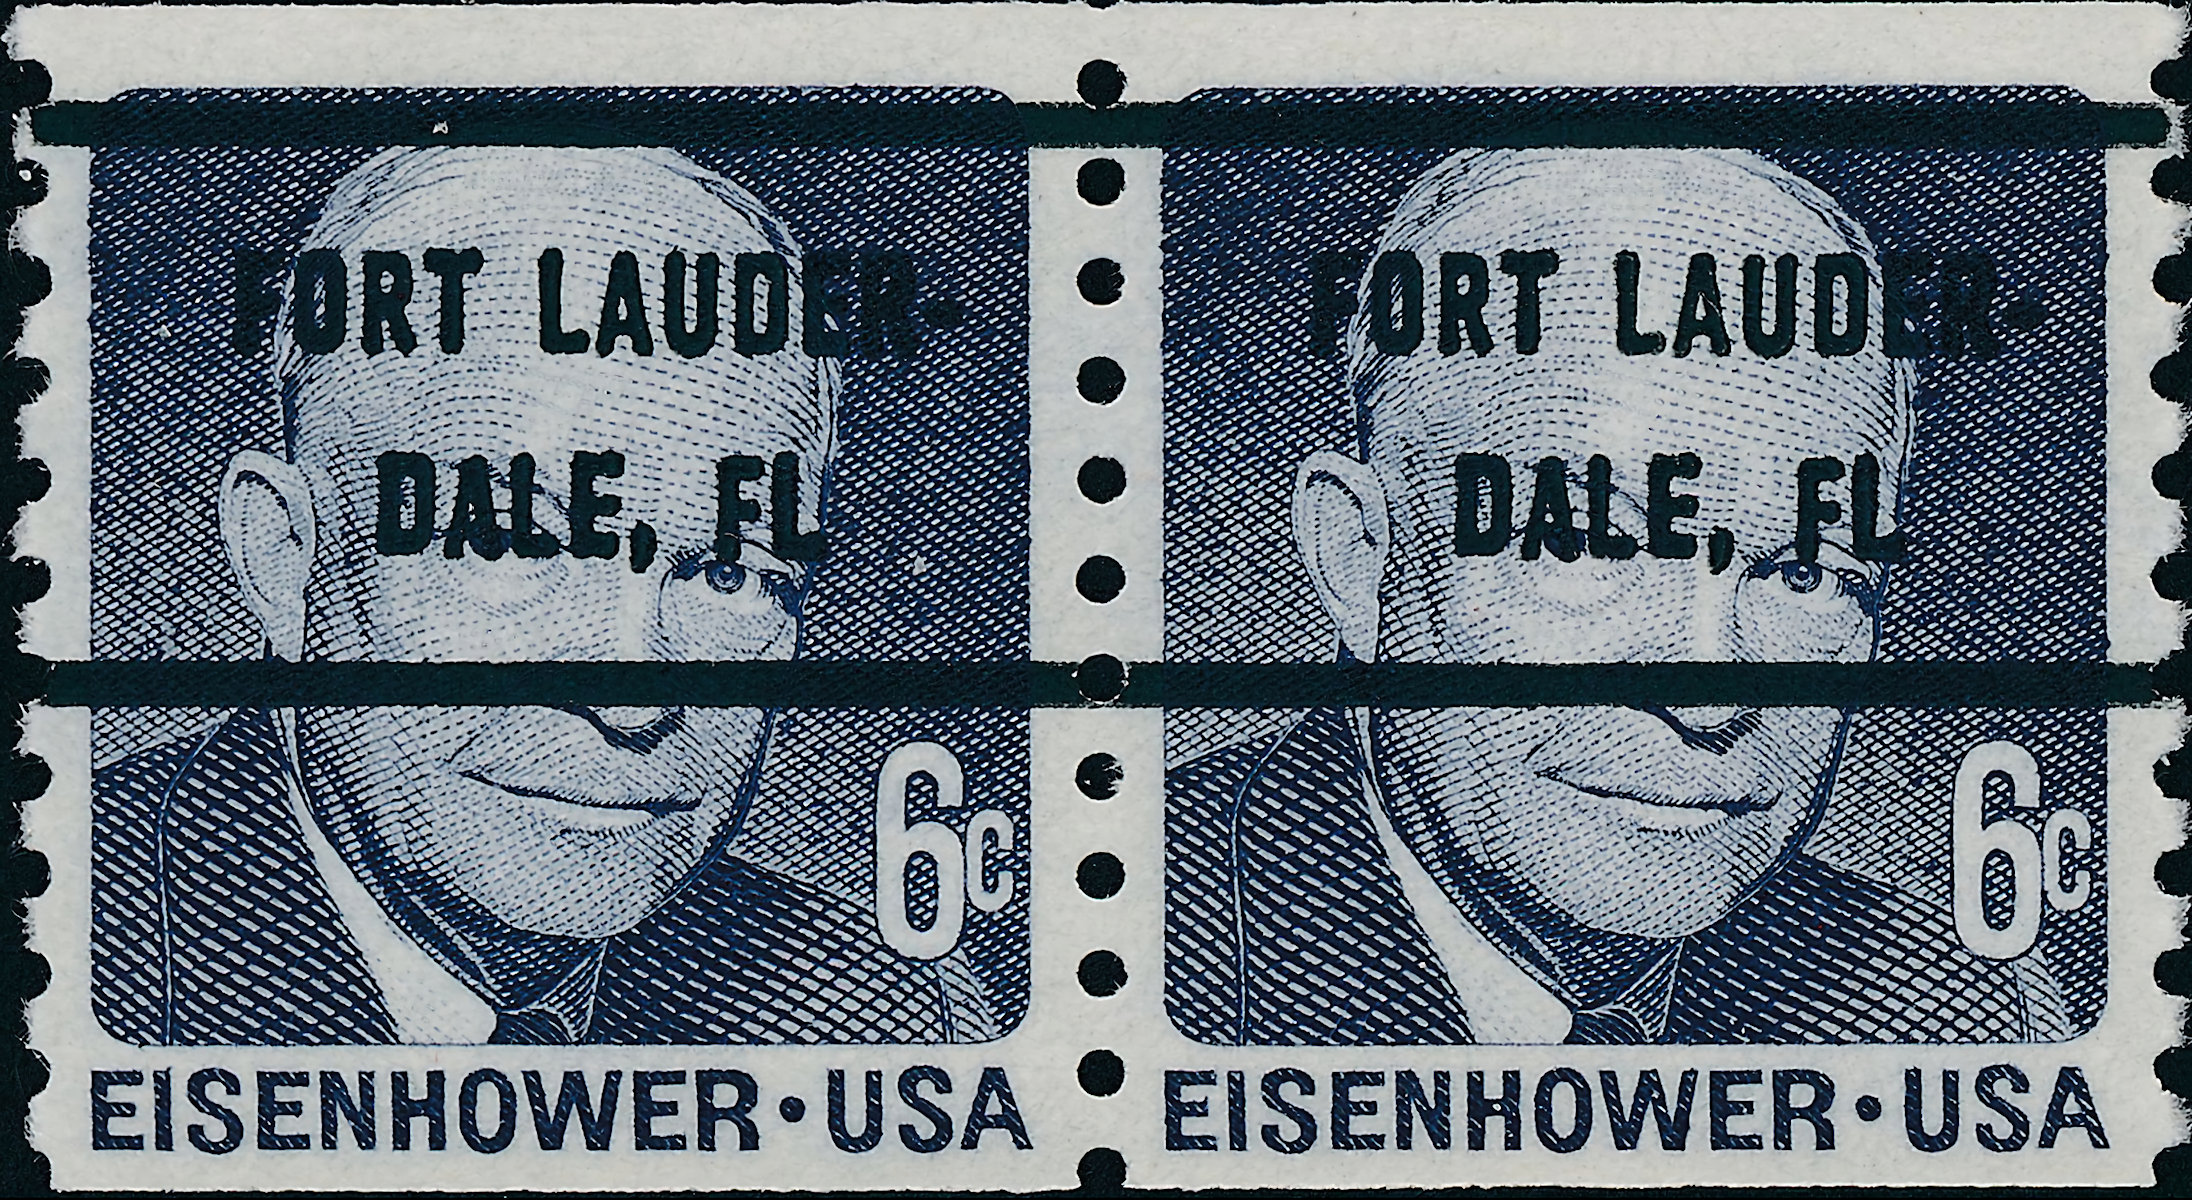 FORT LAUDER-
DALE, FL
6c
EISENHOWER·USA
FORT LAUDER-
DALE, FL
6c
EISENHOWER·USA